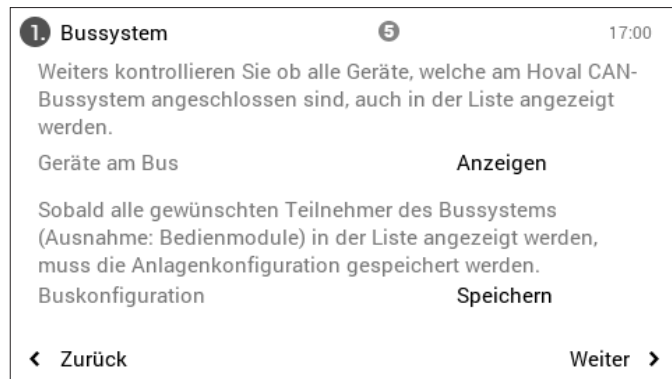 1. Bussystem 5 17:00
Weiters kontrollieren Sie ob alle Geräte, welche am Hoval CAN-
Bussystem angeschlossen sind, auch in der Liste angezeigt
werden.
Geräte am Bus Anzeigen
Sobald alle gewünschten Teilnehmer des Bussystems
(Ausnahme: Bedienmodule) in der Liste angezeigt werden,
muss die Anlagenkonfiguration gespeichert werden.
Buskonfiguration Speichern
Zurück Weiter